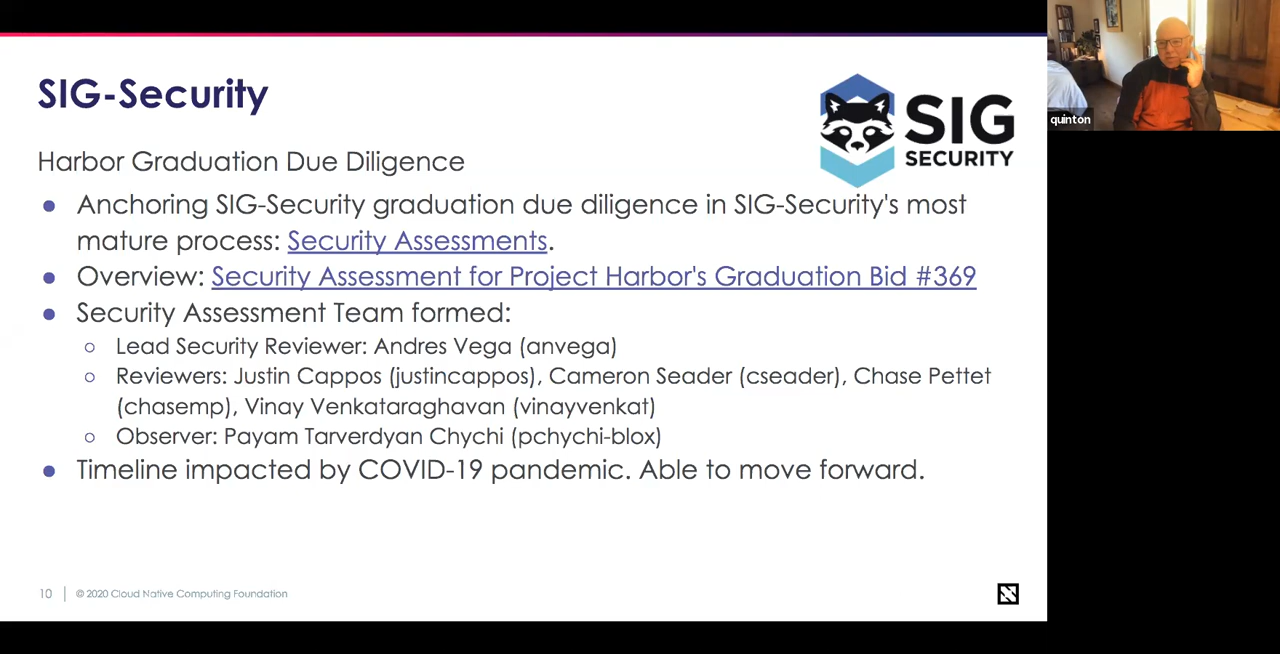 SIG-Security
SIG
SECURITY
quinton
Harbor Graduation Due Diligence
● Anchoring SIG-Security graduation due diligence in SIG-Security's most
mature process: Security Assessments.
● Overview: Security Assessment for Project Harbor's Graduation Bid #369
● Security Assessment Team formed:
○ Lead Security Reviewer: Andres Vega (anvega)
○ Reviewers: Justin Cappos (justincappos), Cameron Seader (cseader), Chase Pettet
(chasemp), Vinay Venkataraghavan (vinayvenkat)
○ Observer: Payam Tarverdyan Chychi (pchychi-blox)
● Timeline impacted by COVID-19 pandemic. Able to move forward.
10 | © 2020 Cloud Native Computing Foundation